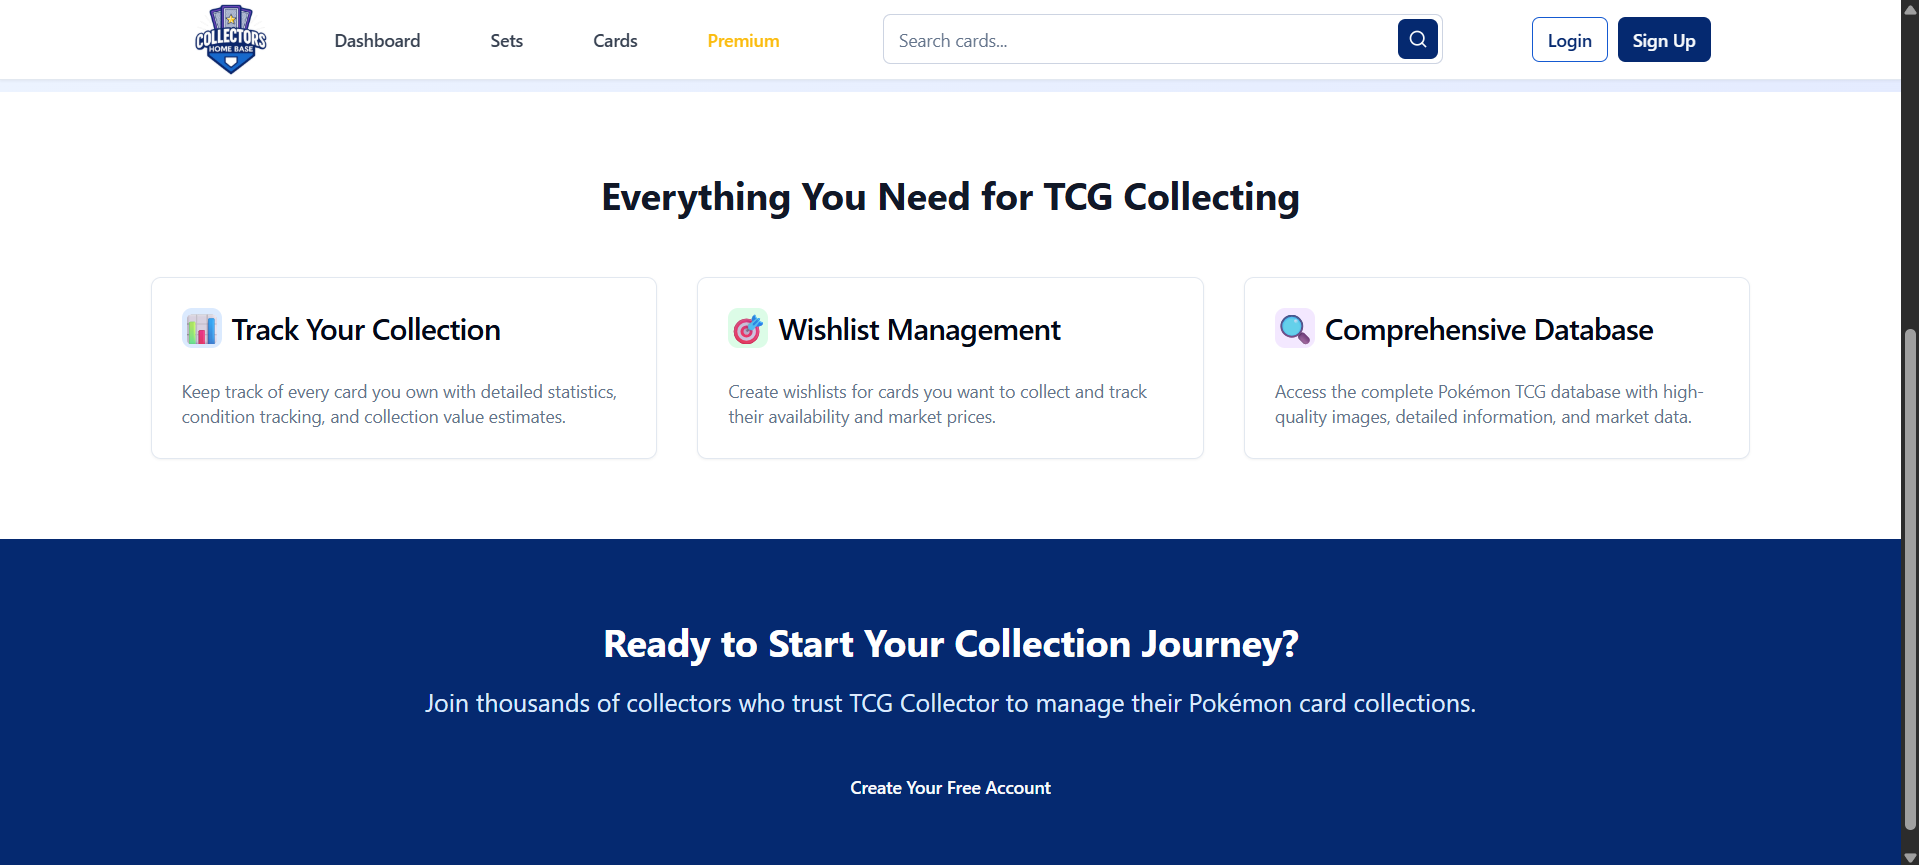 COLLECTORS
HOME BASE
Dashboard
Sets
Cards
Premium
Search cards...
Login
Sign Up
Everything You Need for TCG Collecting
Track Your Collection
Keep track of every card you own with detailed statistics,
condition tracking, and collection value estimates.
Wishlist Management
Create wishlists for cards you want to collect and track
their availability and market prices.
Comprehensive Database
Access the complete Pokémon TCG database with high-
quality images, detailed information, and market data.
Ready to Start Your Collection Journey?
Join thousands of collectors who trust TCG Collector to manage their Pokémon card collections.
Create Your Free Account